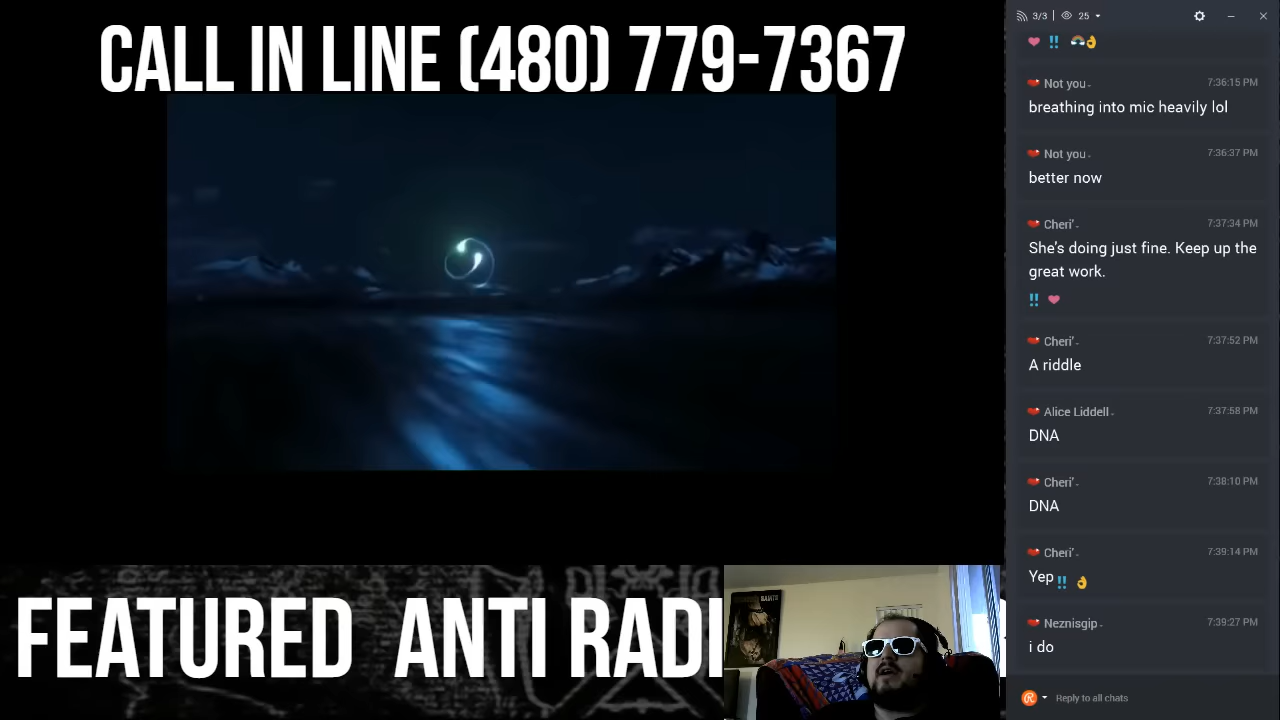 CALL IN LINE (480) 779-7367
FEATURED ANTI RADI
3/3 25
Not you 7:36:15 PM
breathing into mic heavily lol
Not you 7:36:37 PM
better now
Cheri' 7:37:34 PM
She's doing just fine. Keep up the
great work.
Cheri' 7:37:52 PM
A riddle
Alice Liddell 7:37:58 PM
DNA
Cheri' 7:38:10 PM
DNA
Cheri' 7:39:14 PM
Yep
Neznisgip 7:39:27 PM
i do
Reply to all chats